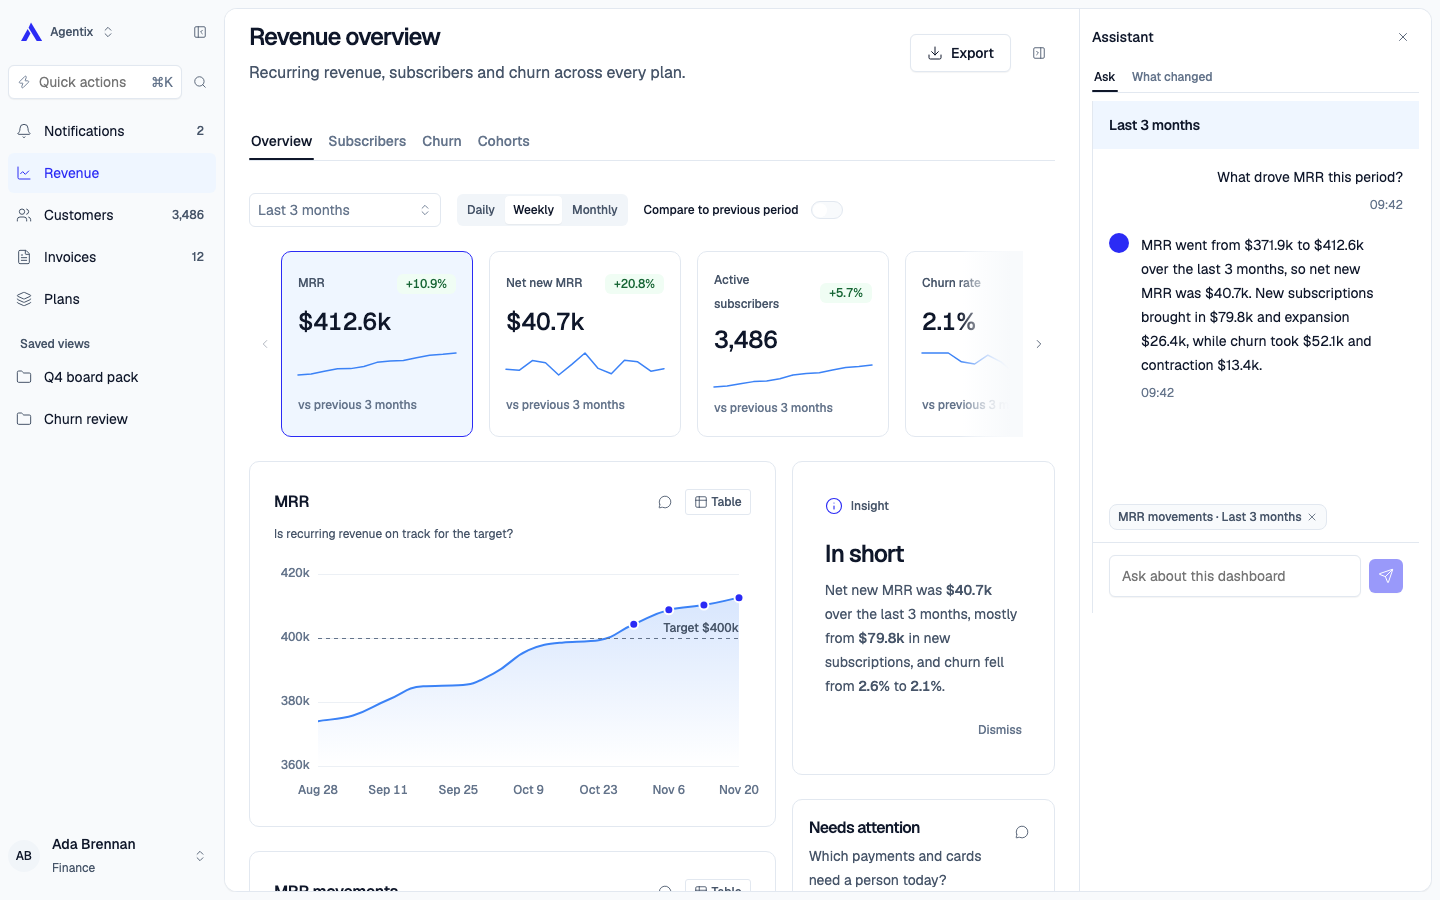 Agentix
Quick actions ⌘K
Notifications 2
Revenue
Customers 3,486
Invoices 12
Plans
Saved views
Q4 board pack
Churn review
AB
Ada Brennan
Finance
Revenue overview
Recurring revenue, subscribers and churn across every plan.
Export
Overview Subscribers Churn Cohorts
Last 3 months
Daily Weekly Monthly
Compare to previous period
MRR +10.9%
$412.6k
vs previous 3 months
Net new MRR +20.8%
$40.7k
vs previous 3 months
Active
subscribers
+5.7%
3,486
vs previous 3 months
Churn rate
2.1%
vs previous 3
MRR
Table
Is recurring revenue on track for the target?
420k
400k
380k
360k
Target $400k
Aug 28 Sep 11 Sep 25 Oct 9 Oct 23 Nov 6 Nov 20
MRR movements
Table
Insight
In short
Net new MRR was $40.7k
over the last 3 months, mostly
from $79.8k in new
subscriptions, and churn fell
from 2.6% to 2.1%.
Dismiss
Needs attention
Which payments and cards
need a person today?
Assistant
Ask What changed
Last 3 months
What drove MRR this period?
09:42
MRR went from $371.9k to $412.6k
over the last 3 months, so net new
MRR was $40.7k. New subscriptions
brought in $79.8k and expansion
$26.4k, while churn took $52.1k and
contraction $13.4k.
09:42
MRR movements · Last 3 months
Ask about this dashboard